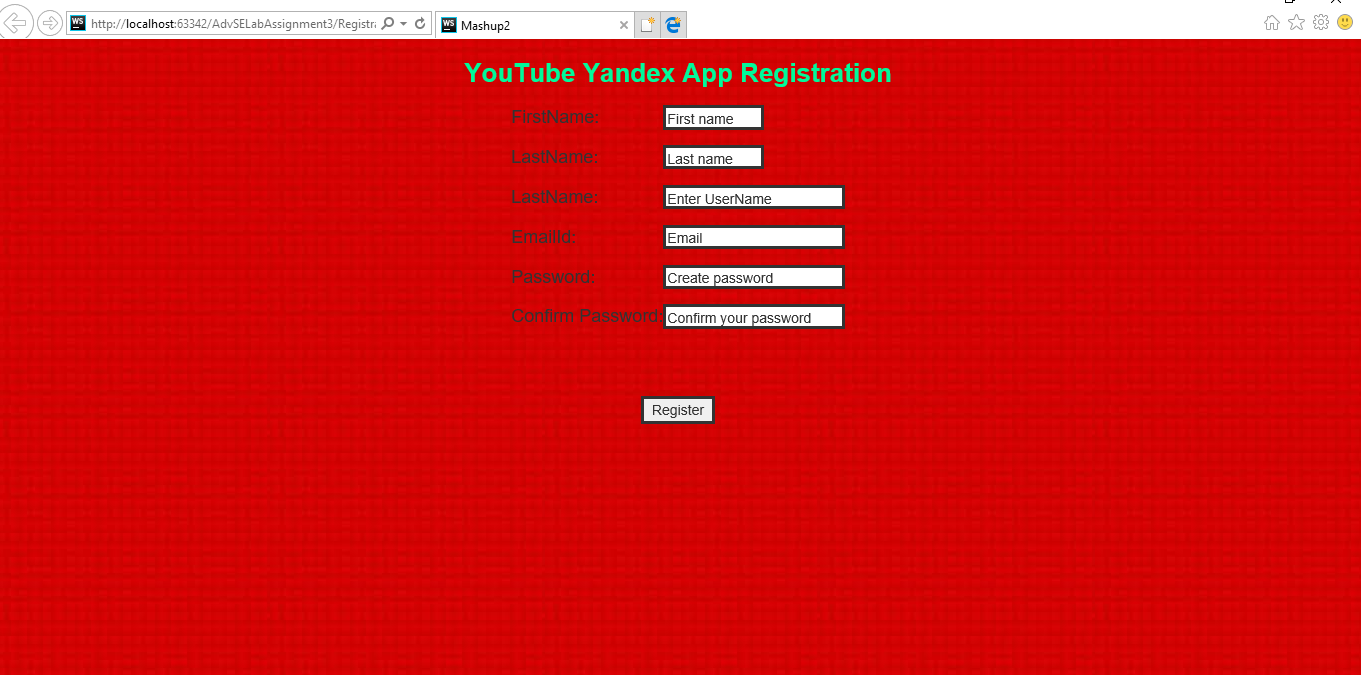 http://localhost:63342/AdvSELabAssignment3/Registra
WS Mashup2
YouTube Yandex App Registration
FirstName: First name
LastName: Last name
LastName: Enter UserName
EmailId: Email
Password: Create password
Confirm Password: Confirm your password
Register